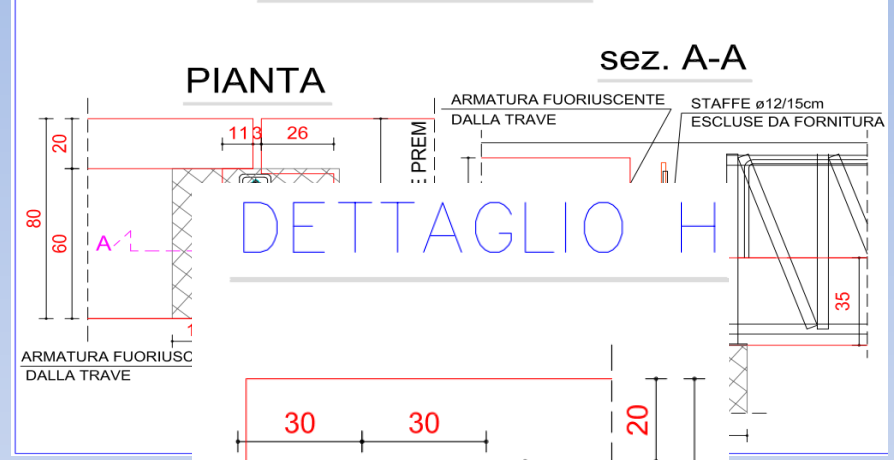 PIANTA
sez. A-A
ARMATURA FUORIUSCENTE
DALLA TRAVE
STAFFE ø12/15cm
ESCLUSE DA FORNITURA
11 3 26
20
80
60
A
PREM
35
ARMATURA FUORIUSC
DALLA TRAVE
DETTAGLIO H
30 30
20